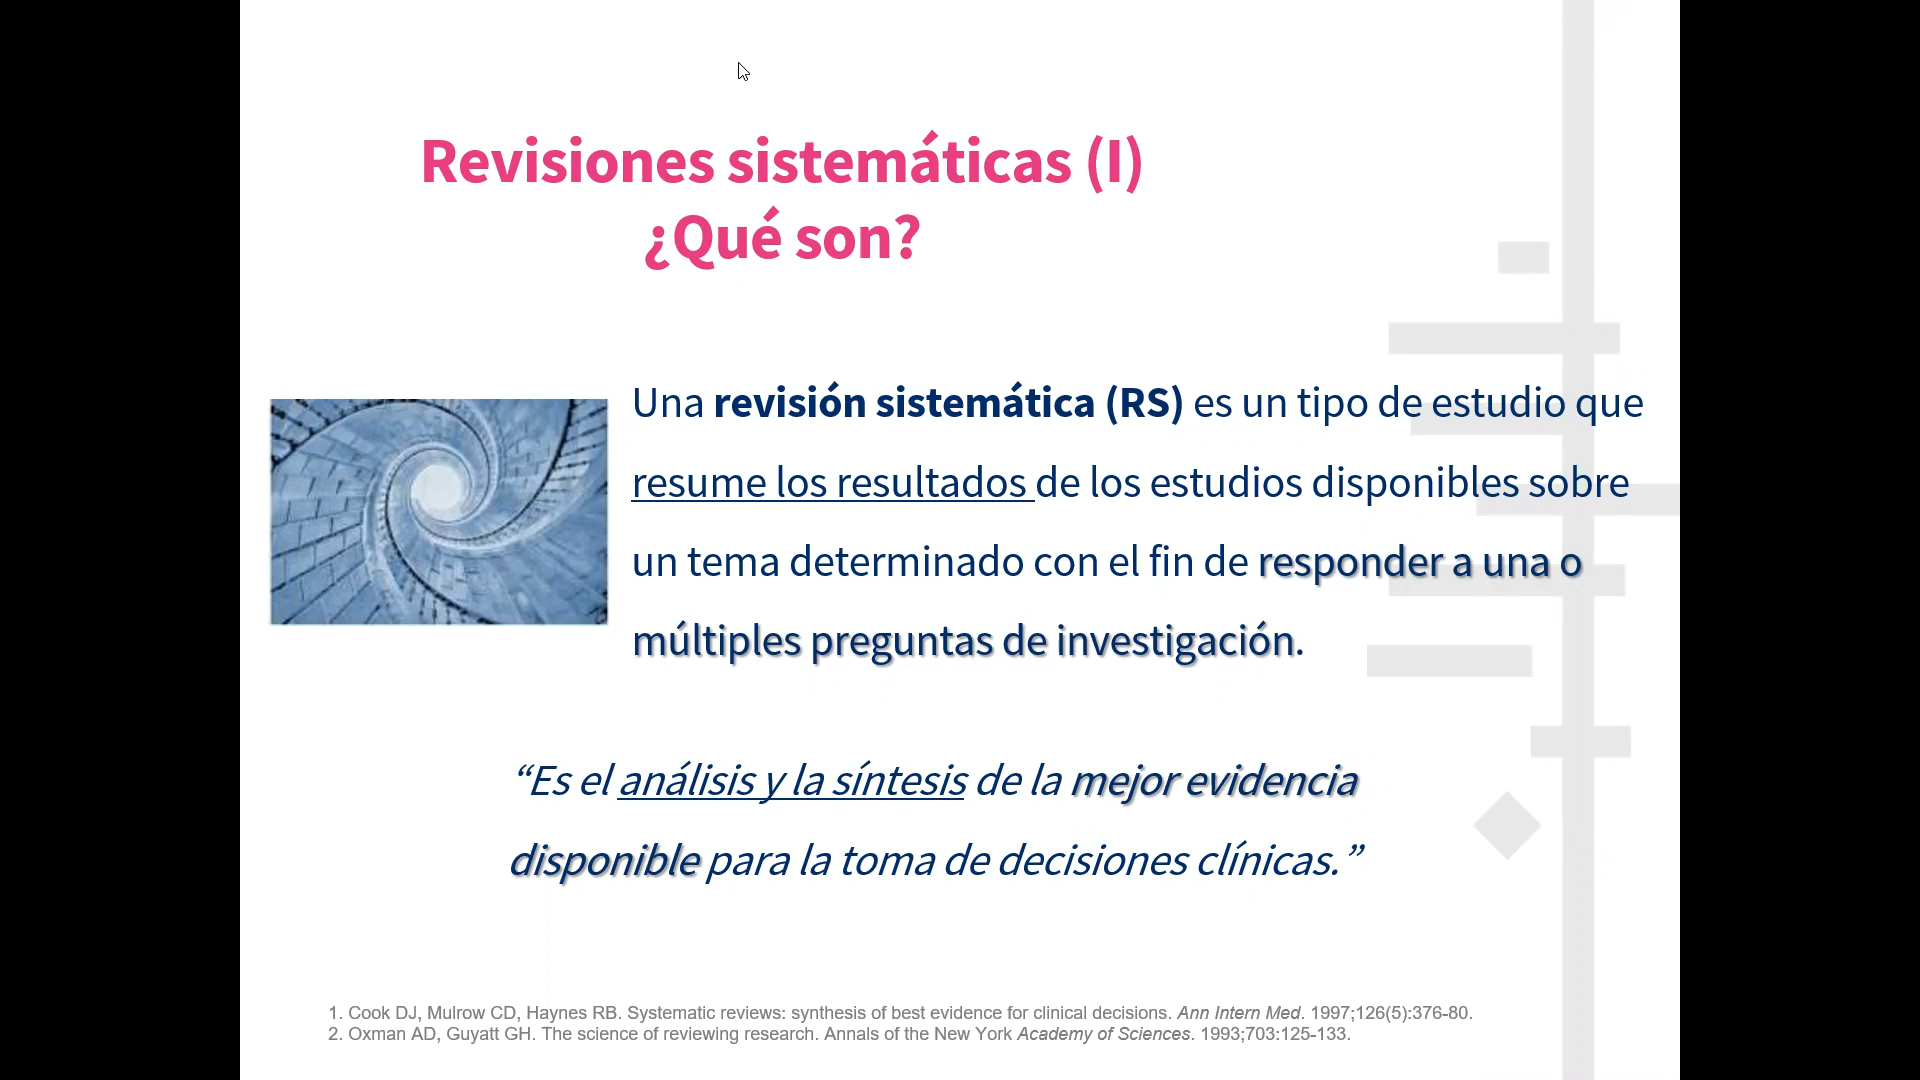 Revisiones sistemáticas (I)
¿Qué son?
Una revisión sistemática (RS) es un tipo de estudio que
resume los resultados de los estudios disponibles sobre
un tema determinado con el fin de responder a una o
múltiples preguntas de investigación.
“Es el análisis y la síntesis de la mejor evidencia
disponible para la toma de decisiones clínicas.”
1. Cook DJ, Mulrow CD, Haynes RB. Systematic reviews: synthesis of best evidence for clinical decisions. Ann Intern Med. 1997;126(5):376-80.
2. Oxman AD, Guyatt GH. The science of reviewing research. Annals of the New York Academy of Sciences. 1993;703:125-133.